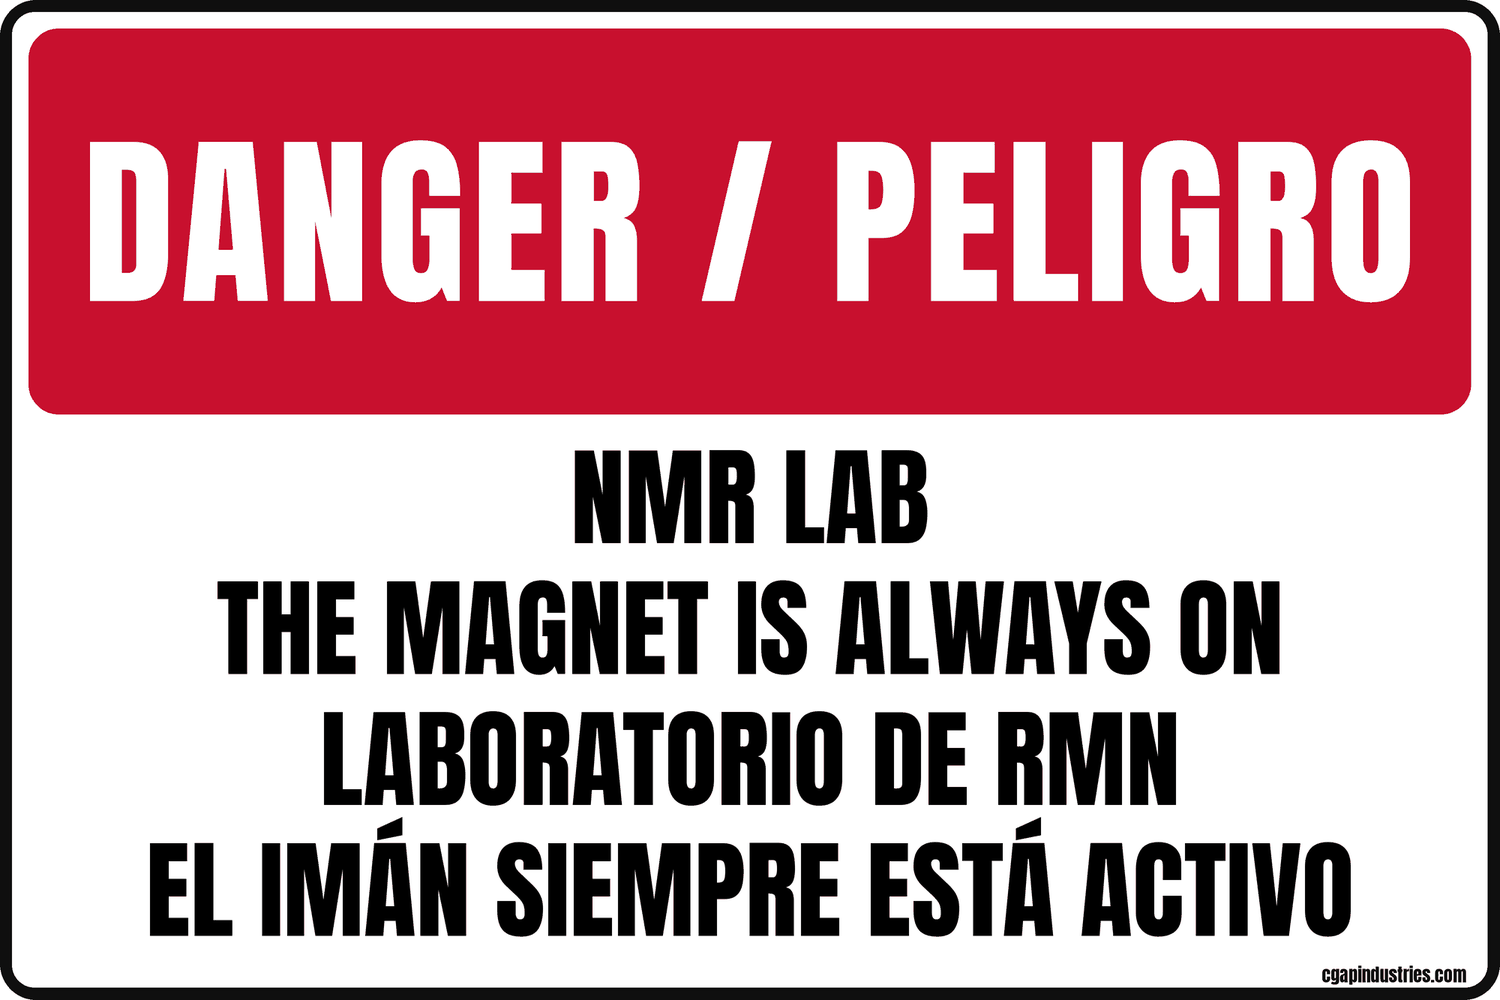 DANGER / PELIGRO
NMR LAB
THE MAGNET IS ALWAYS ON
LABORATORIO DE RMN
EL IMÁN SIEMPRE ESTÁ ACTIVO
cgapindustries.com